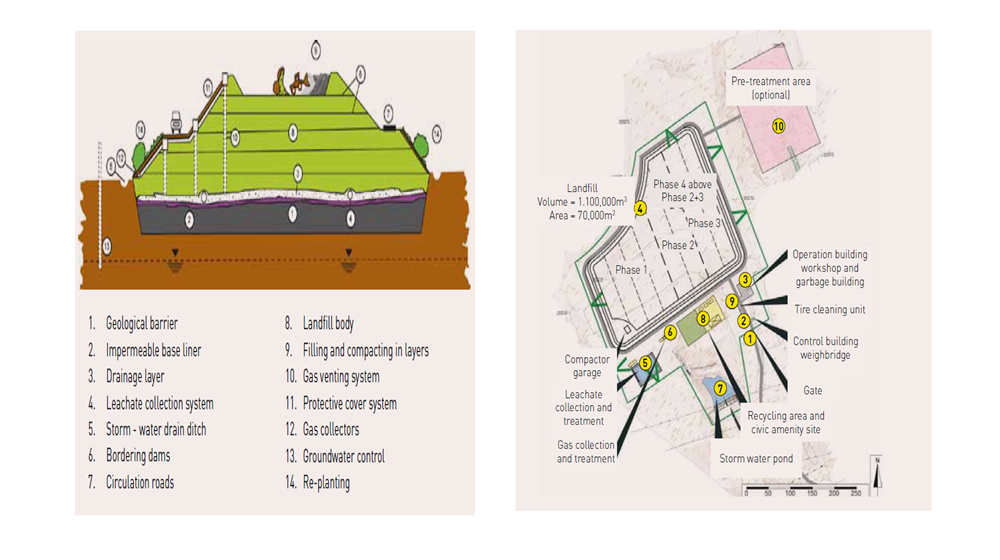 9
11
6
7
14
14
8
10
12
5
3
2
1
4
13
1. Geological barrier
2. Impermeable base liner
3. Drainage layer
4. Leachate collection system
5. Storm - water drain ditch
6. Bordering dams
7. Circulation roads
8. Landfill body
9. Filling and compacting in layers
10. Gas venting system
11. Protective cover system
12. Gas collectors
13. Groundwater control
14. Re-planting
Pre-treatment area
(optional)
10
Landfill
Volume = 1.100,000m³
Area = 70,000m²
4
Phase 4 above
Phase 2+3
Phase 3
Phase 2
Phase 1
Operation building
workshop and
garbage building
3
9
Tire cleaning unit
8
2
6
1
Control building
weighbridge
Compactor
garage
5
7
Gate
Leachate
collection and
treatment
Recycling area and
civic amenity site
Gas collection
and treatment
Storm water pond
N
0 50 100 150 200 250